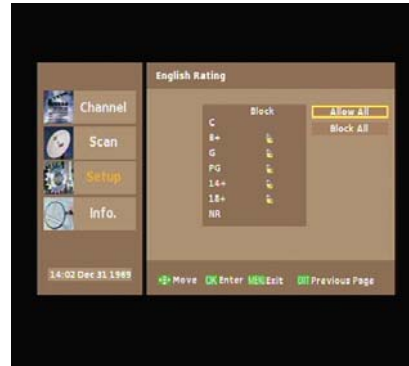 English Rating
Channel
Scan
Setup
Info.
Block
C
8+
G
PG
14+
18+
NR
Allow All
Block All
14:02 Dec 31 1989
Move OK Enter MENU Exit EXIT Previous Page